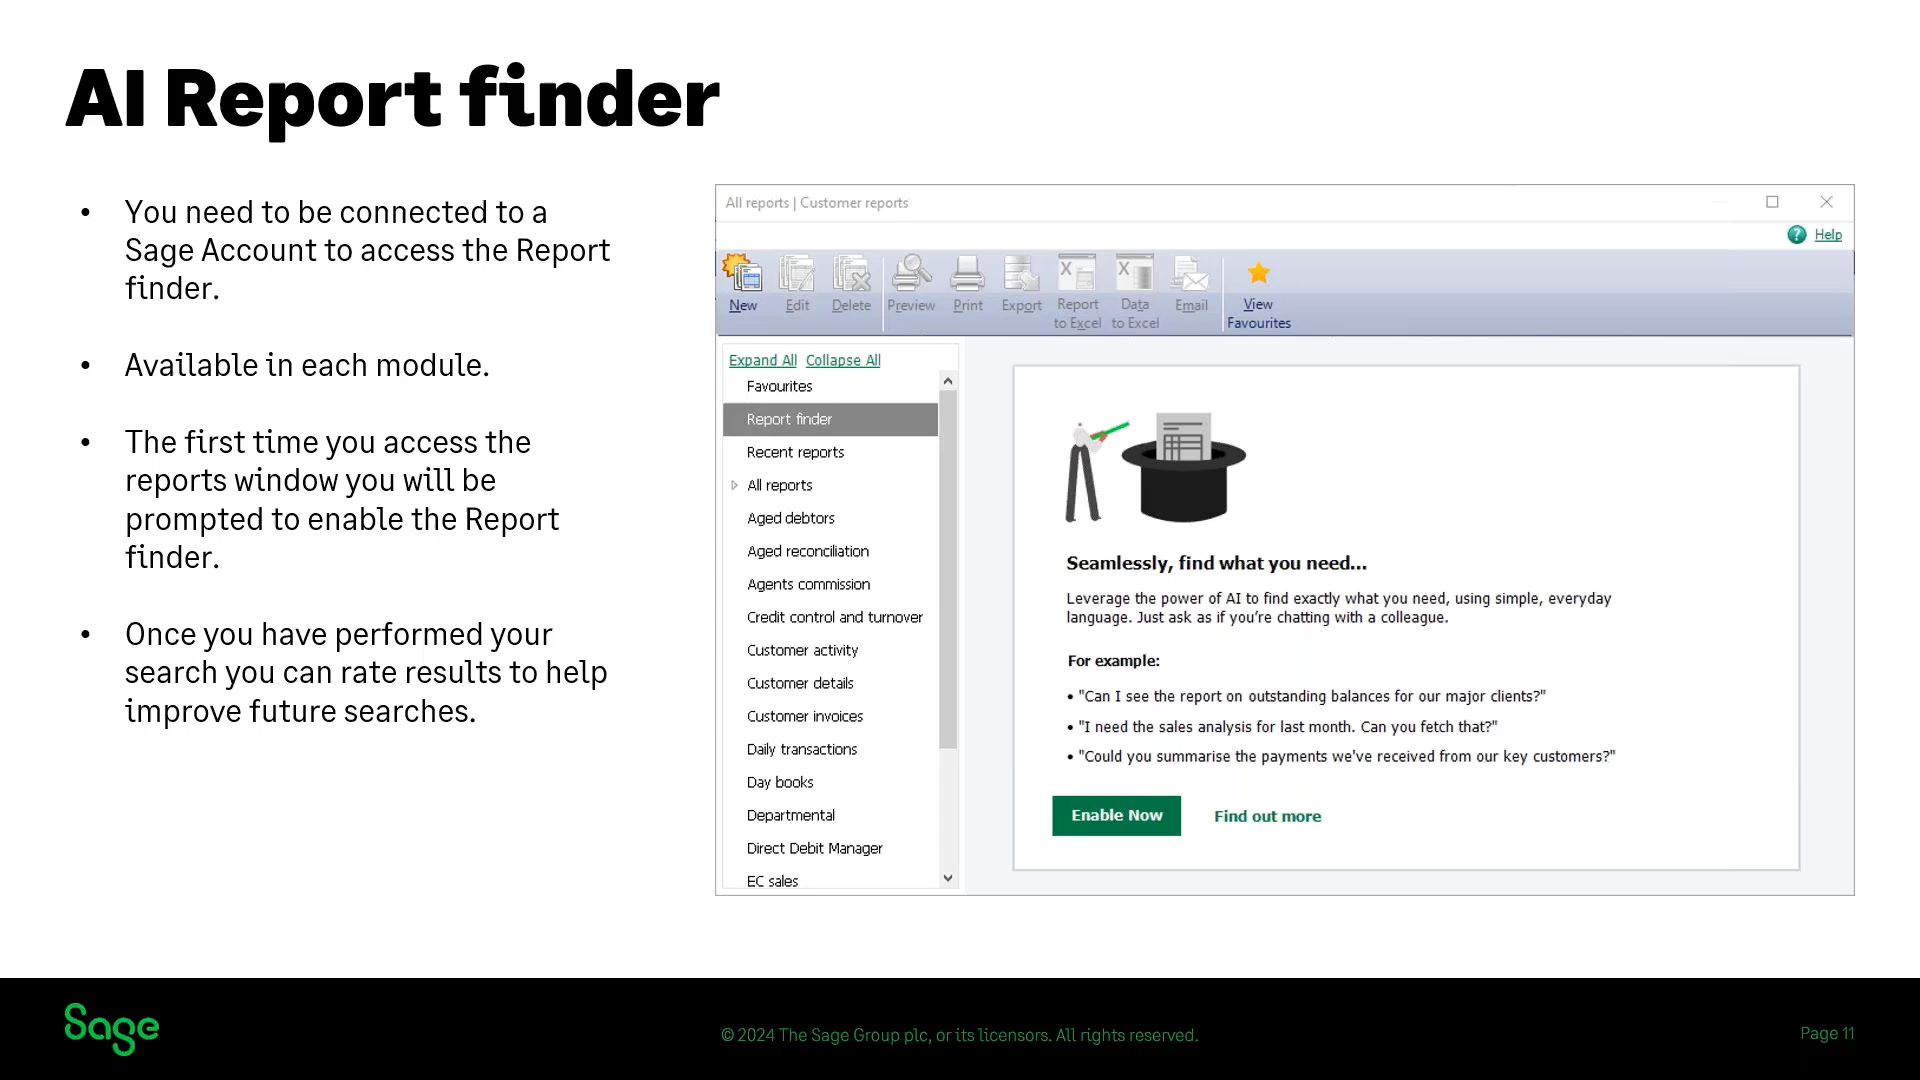 AI Report finder
• You need to be connected to a
Sage Account to access the Report
finder.
• Available in each module.
• The first time you access the
reports window you will be
prompted to enable the Report
finder.
• Once you have performed your
search you can rate results to help
improve future searches.
All reports | Customer reports
? Help
New Edit Delete Preview Print Export Report to Excel Data to Excel Email View Favourites
Expand All Collapse All
Favourites
Report finder
Recent reports
All reports
Aged debtors
Aged reconciliation
Agents commission
Credit control and turnover
Customer activity
Customer details
Customer invoices
Daily transactions
Day books
Departmental
Direct Debit Manager
EC sales
Seamlessly, find what you need...
Leverage the power of AI to find exactly what you need, using simple, everyday
language. Just ask as if you’re chatting with a colleague.
For example:
• "Can I see the report on outstanding balances for our major clients?"
• "I need the sales analysis for last month. Can you fetch that?"
• "Could you summarise the payments we've received from our key customers?"
Enable Now Find out more
Sage
© 2024 The Sage Group plc, or its licensors. All rights reserved.
Page 11